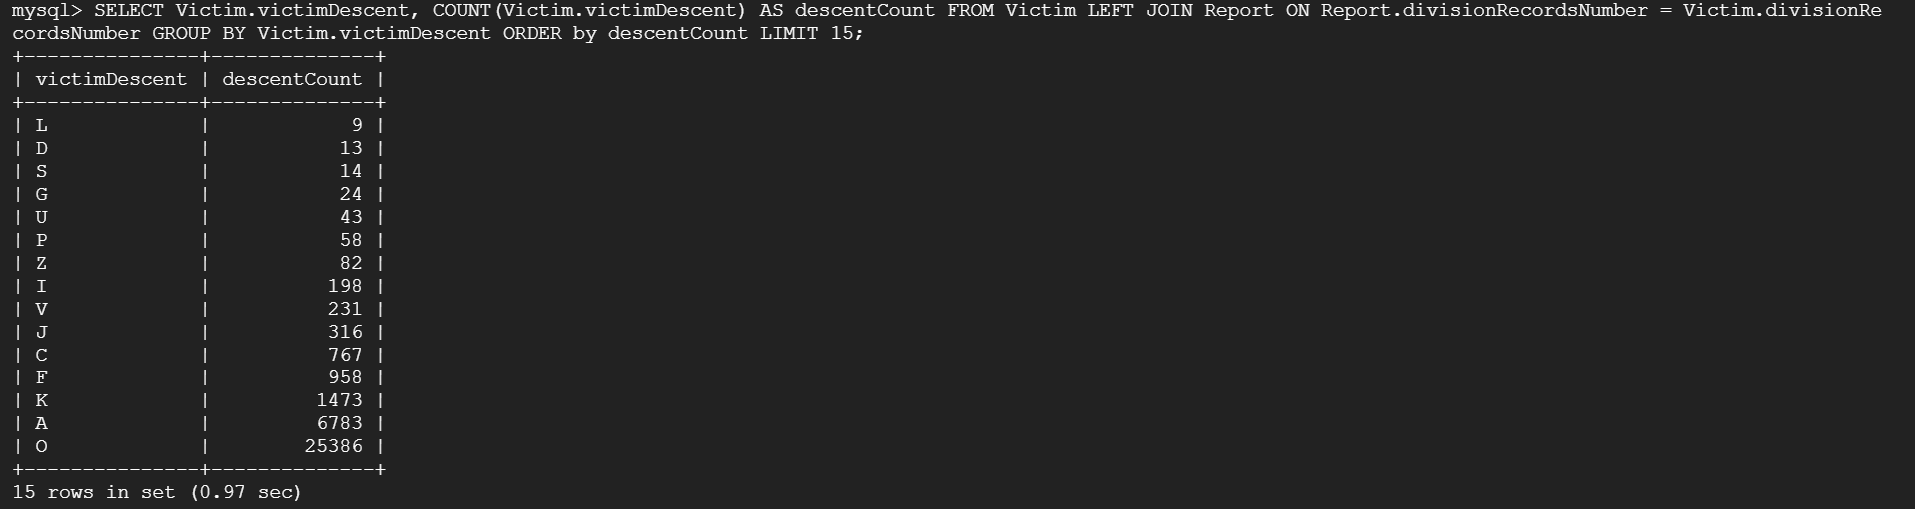 mysql> SELECT Victim.victimDescent, COUNT(Victim.victimDescent) AS descentCount FROM Victim LEFT JOIN Report ON Report.divisionRecordsNumber = Victim.divisionRe
cordsNumber GROUP BY Victim.victimDescent ORDER by descentCount LIMIT 15;
+---------------+--------------+
| victimDescent | descentCount |
+---------------+--------------+
| L             |            9 |
| D             |           13 |
| S             |           14 |
| G             |           24 |
| U             |           43 |
| P             |           58 |
| Z             |           82 |
| I             |          198 |
| V             |          231 |
| J             |          316 |
| C             |          767 |
| F             |          958 |
| K             |         1473 |
| A             |         6783 |
| O             |        25386 |
+---------------+--------------+
15 rows in set (0.97 sec)